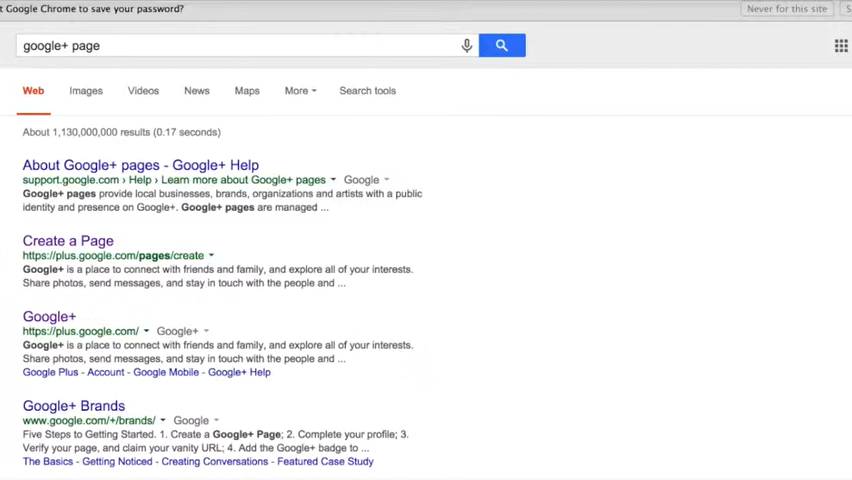 t Google Chrome to save your password?
Never for this site
S
google+ page
Web Images Videos News Maps More Search tools
About 1,130,000,000 results (0.17 seconds)
About Google+ pages - Google+ Help
support.google.com › Help › Learn more about Google+ pages Google
Google+ pages provide local businesses, brands, organizations and artists with a public
identity and presence on Google+. Google+ pages are managed ...
Create a Page
https://plus.google.com/pages/create
Google+ is a place to connect with friends and family, and explore all of your interests.
Share photos, send messages, and stay in touch with the people and ...
Google+
https://plus.google.com/ Google+
Google+ is a place to connect with friends and family, and explore all of your interests.
Share photos, send messages, and stay in touch with the people and ...
Google Plus - Account - Google Mobile - Google+ Help
Google+ Brands
www.google.com/+/brands/ Google
Five Steps to Getting Started. 1. Create a Google+ Page; 2. Complete your profile; 3.
Verify your page, and claim your vanity URL; 4. Add the Google+ badge to ...
The Basics - Getting Noticed - Creating Conversations - Featured Case Study